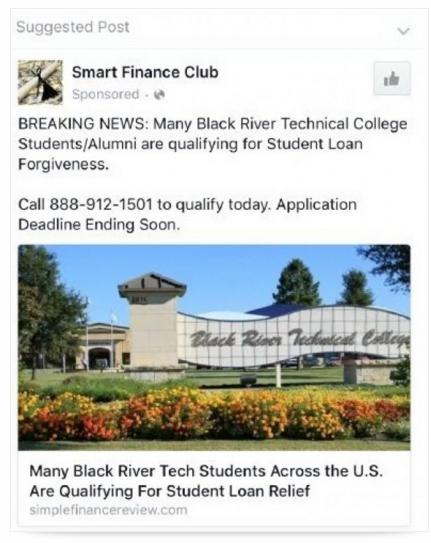 Suggested Post
Smart Finance Club
Sponsored ·
BREAKING NEWS: Many Black River Technical College
Students/Alumni are qualifying for Student Loan
Forgiveness.
Call 888-912-1501 to qualify today. Application
Deadline Ending Soon.
Black River Technical College
Many Black River Tech Students Across the U.S.
Are Qualifying For Student Loan Relief
simplefinancereview.com